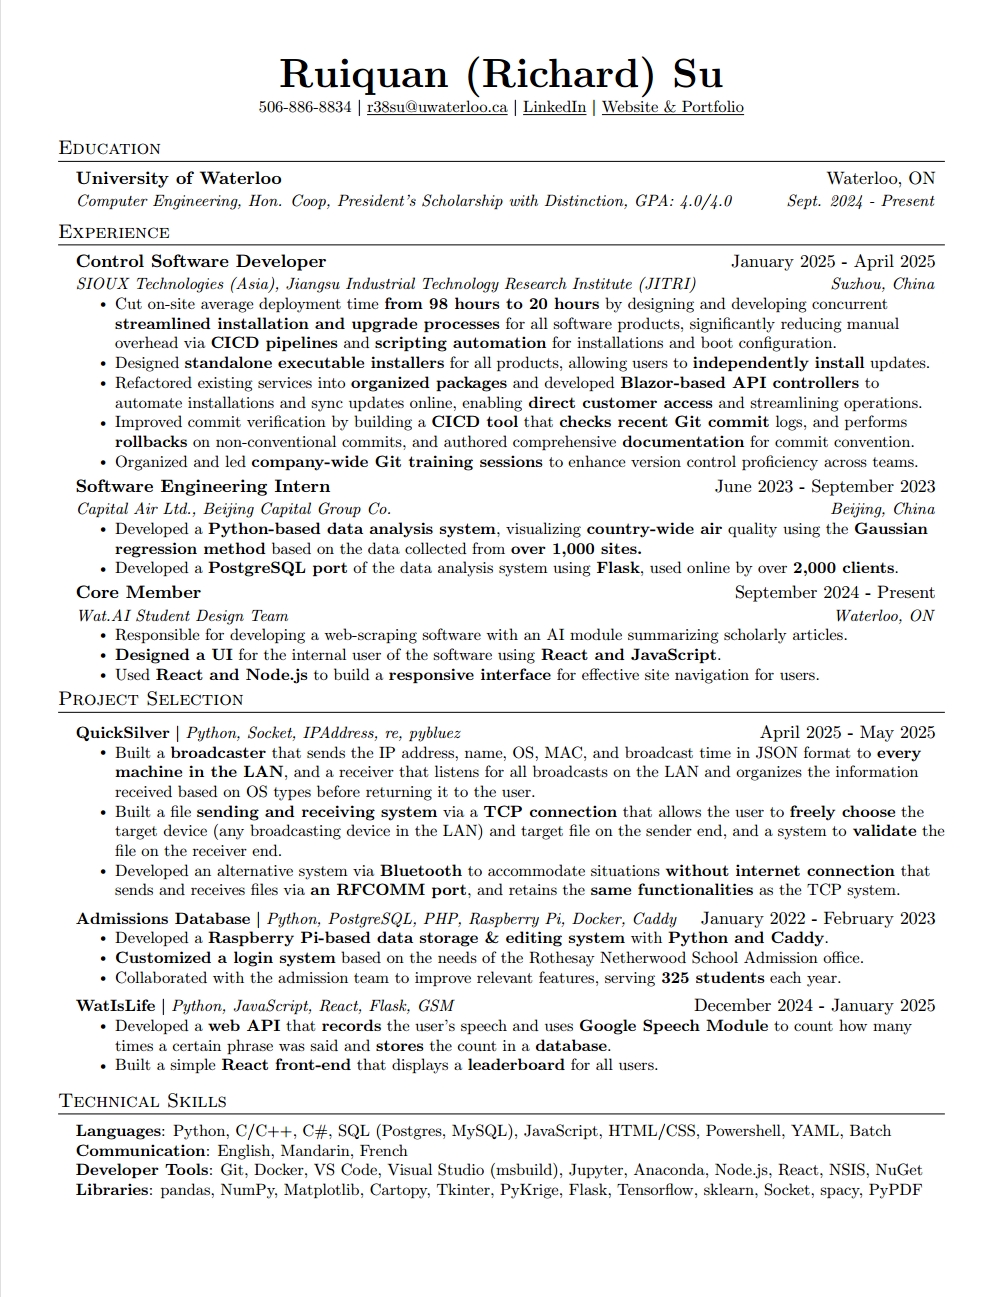 Ruiquan (Richard) Su
506-886-8834 | r38su@uwaterloo.ca | LinkedIn | Website & Portfolio
Education
University of Waterloo Waterloo, ON
Computer Engineering, Hon. Coop, President's Scholarship with Distinction, GPA: 4.0/4.0 Sept. 2024 - Present
Experience
Control Software Developer January 2025 - April 2025
SIOUX Technologies (Asia), Jiangsu Industrial Technology Research Institute (JITRI) Suzhou, China
• Cut on-site average deployment time from 98 hours to 20 hours by designing and developing concurrent
streamlined installation and upgrade processes for all software products, significantly reducing manual
overhead via CICD pipelines and scripting automation for installations and boot configuration.
• Designed standalone executable installers for all products, allowing users to independently install updates.
• Refactored existing services into organized packages and developed Blazor-based API controllers to
automate installations and sync updates online, enabling direct customer access and streamlining operations.
• Improved commit verification by building a CICD tool that checks recent Git commit logs, and performs
rollbacks on non-conventional commits, and authored comprehensive documentation for commit convention.
• Organized and led company-wide Git training sessions to enhance version control proficiency across teams.
Software Engineering Intern June 2023 - September 2023
Capital Air Ltd., Beijing Capital Group Co. Beijing, China
• Developed a Python-based data analysis system, visualizing country-wide air quality using the Gaussian
regression method based on the data collected from over 1,000 sites.
• Developed a PostgreSQL port of the data analysis system using Flask, used online by over 2,000 clients.
Core Member September 2024 - Present
Wat.AI Student Design Team Waterloo, ON
• Responsible for developing a web-scraping software with an AI module summarizing scholarly articles.
• Designed a UI for the internal user of the software using React and JavaScript.
• Used React and Node.js to build a responsive interface for effective site navigation for users.
Project Selection
QuickSilver | Python, Socket, IPAddress, re, pybluez April 2025 - May 2025
• Built a broadcaster that sends the IP address, name, OS, MAC, and broadcast time in JSON format to every
machine in the LAN, and a receiver that listens for all broadcasts on the LAN and organizes the information
received based on OS types before returning it to the user.
• Built a file sending and receiving system via a TCP connection that allows the user to freely choose the
target device (any broadcasting device in the LAN) and target file on the sender end, and a system to validate the
file on the receiver end.
• Developed an alternative system via Bluetooth to accommodate situations without internet connection that
sends and receives files via an RFCOMM port, and retains the same functionalities as the TCP system.
Admissions Database | Python, PostgreSQL, PHP, Raspberry Pi, Docker, Caddy January 2022 - February 2023
• Developed a Raspberry Pi-based data storage & editing system with Python and Caddy.
• Customized a login system based on the needs of the Rothesay Netherwood School Admission office.
• Collaborated with the admission team to improve relevant features, serving 325 students each year.
WatIsLife | Python, JavaScript, React, Flask, GSM December 2024 - January 2025
• Developed a web API that records the user's speech and uses Google Speech Module to count how many
times a certain phrase was said and stores the count in a database.
• Built a simple React front-end that displays a leaderboard for all users.
Technical Skills
Languages: Python, C/C++, C#, SQL (Postgres, MySQL), JavaScript, HTML/CSS, Powershell, YAML, Batch
Communication: English, Mandarin, French
Developer Tools: Git, Docker, VS Code, Visual Studio (msbuild), Jupyter, Anaconda, Node.js, React, NSIS, NuGet
Libraries: pandas, NumPy, Matplotlib, Cartopy, Tkinter, PyKrige, Flask, Tensorflow, sklearn, Socket, spacy, PyPDF